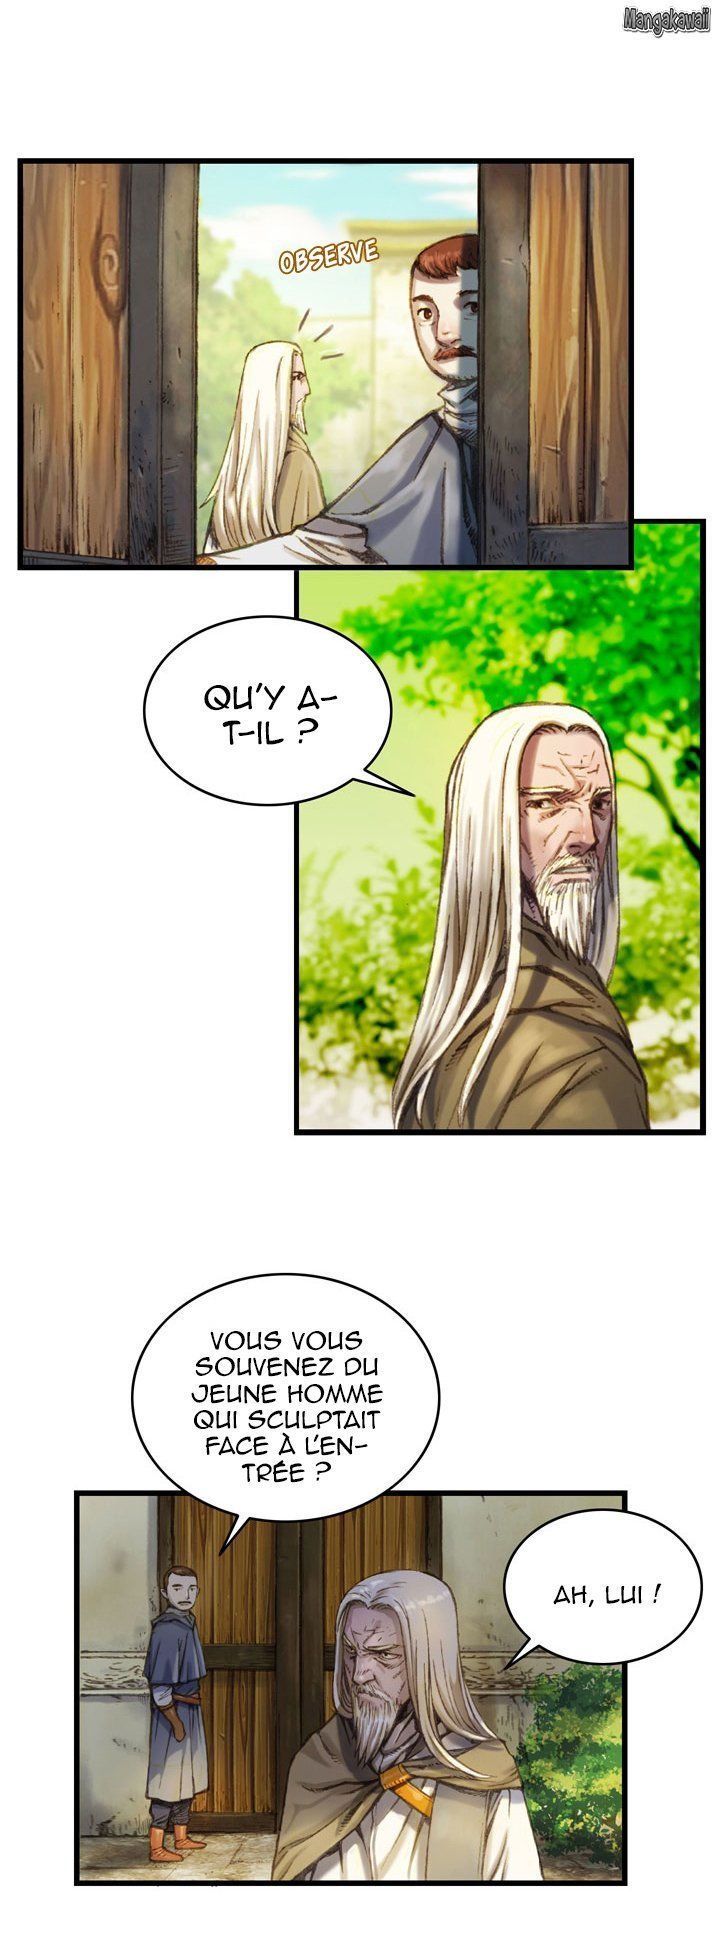 Mangakawaii
OBSERVE
QU'Y A-
T-IL ?
VOUS VOUS
SOUVENEZ DU
JEUNE HOMME
QUI SCULPTAIT
FACE À L'EN-
TRÉE ?
AH, LUI !